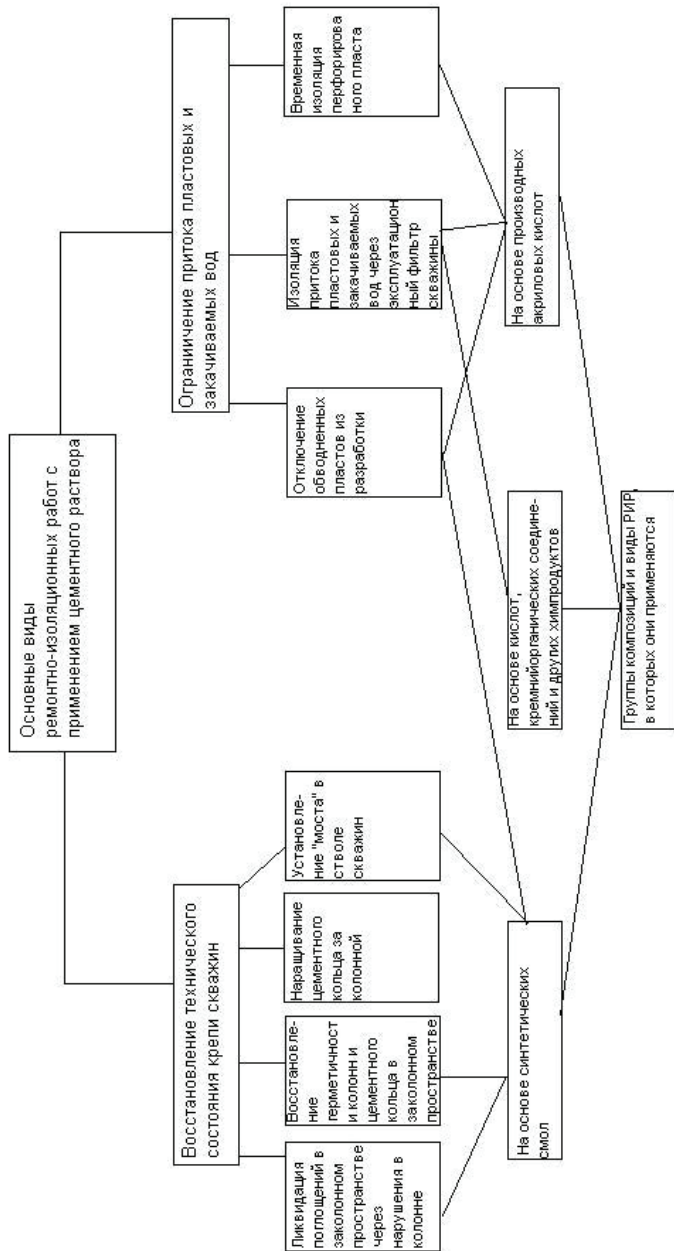 Основные виды
ремонтно-изоляционных работ с
применением цементного раствора
Восстановление технического
состояния крепи скважин
Ограничение притока пластовых и
закачиваемых вод
Ликвидация
поглощений в
заколонном
пространстве
через
нарушения в
колонне
Восстановле-
ние
герметичност
и колонн и
цементного
кольца в
заколонном
пространстве
Наращивание
цементного
кольца за
колонной
Установле-
ние "моста" в
стволе
скважин
Отключение
обводненных
пластов из
разработки
Изоляция
притока
пластовых и
закачиваемых
вод через
эксплуатацион
ный фильтр
скважины
Временная
изоляция
перфорирова
ного пласта
На основе синтетических
смол
На основе кислот,
кремнийорганических соедине-
ний и других химпродуктов
На основе производных
акриловых кислот
Группы композиций и виды РИР,
в которых они применяются